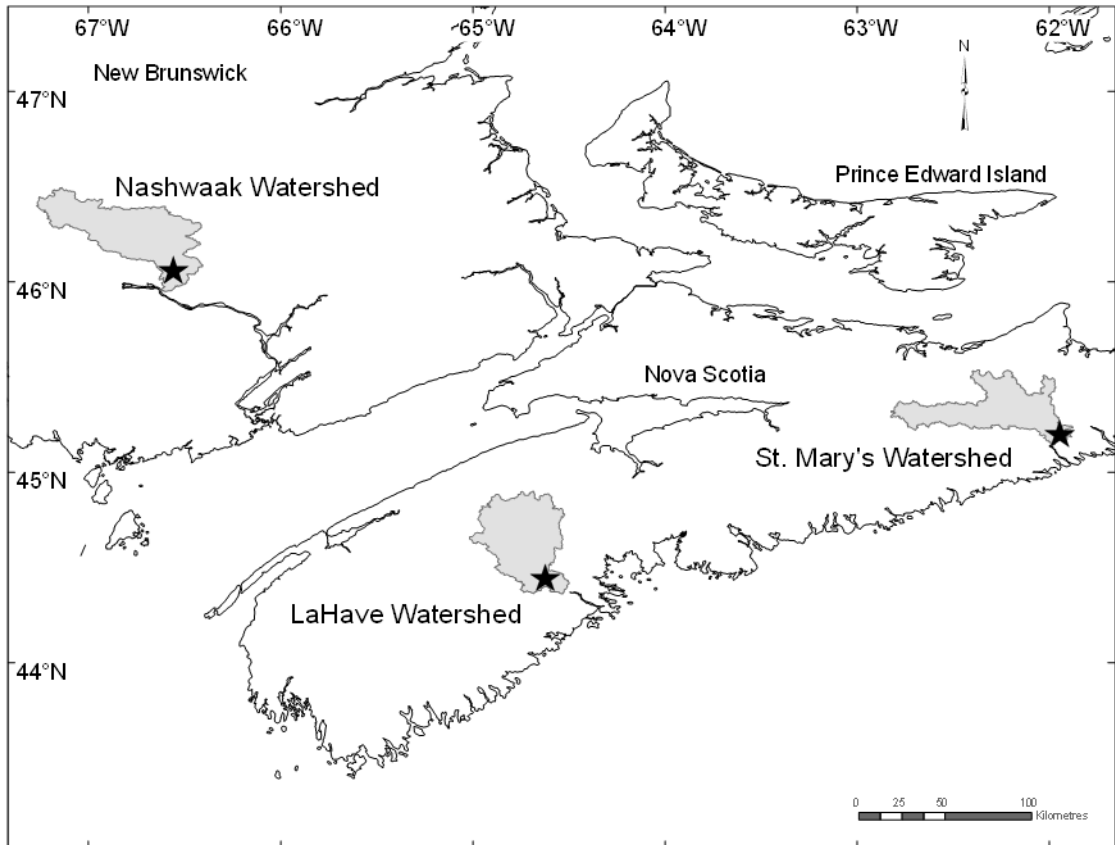 67°W 66°W 65°W 64°W 63°W 62°W
New Brunswick
N
47°N
Nashwaak Watershed
Prince Edward Island
46°N
Nova Scotia
St. Mary's Watershed
45°N
LaHave Watershed
44°N
0 25 50 100
Kilometres